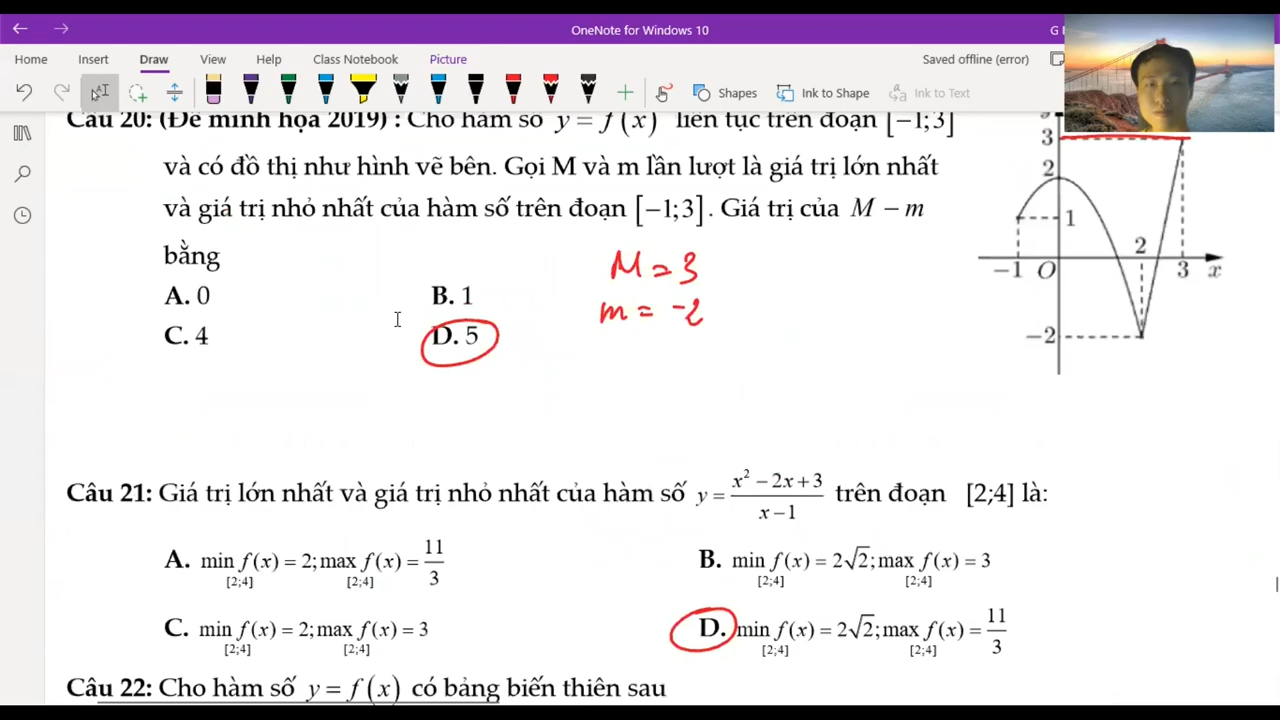 OneNote for Windows 10
G
Home Insert Draw View Help Class Notebook Picture Saved offline (error)
Shapes Ink to Shape Ink to Text
Câu 20: (Đề minh họa 2019) : Cho hàm số y = f(x) liên tục trên đoạn [−1;3]
và có đồ thị như hình vẽ bên. Gọi M và m lần lượt là giá trị lớn nhất
và giá trị nhỏ nhất của hàm số trên đoạn [−1;3]. Giá trị của M − m
bằng
M = 3
m = -2
A. 0 B. 1
C. 4 D. 5
3
2
1
2
−1 O 3 x
−2
Câu 21: Giá trị lớn nhất và giá trị nhỏ nhất của hàm số y = (x² − 2x + 3)/(x − 1) trên đoạn [2;4] là:
A. min f(x) = 2; max f(x) = 11/3 B. min f(x) = 2√2; max f(x) = 3
[2;4] [2;4] [2;4] [2;4]
C. min f(x) = 2; max f(x) = 3 D. min f(x) = 2√2; max f(x) = 11/3
[2;4] [2;4] [2;4] [2;4]
Câu 22: Cho hàm số y = f(x) có bảng biến thiên sau